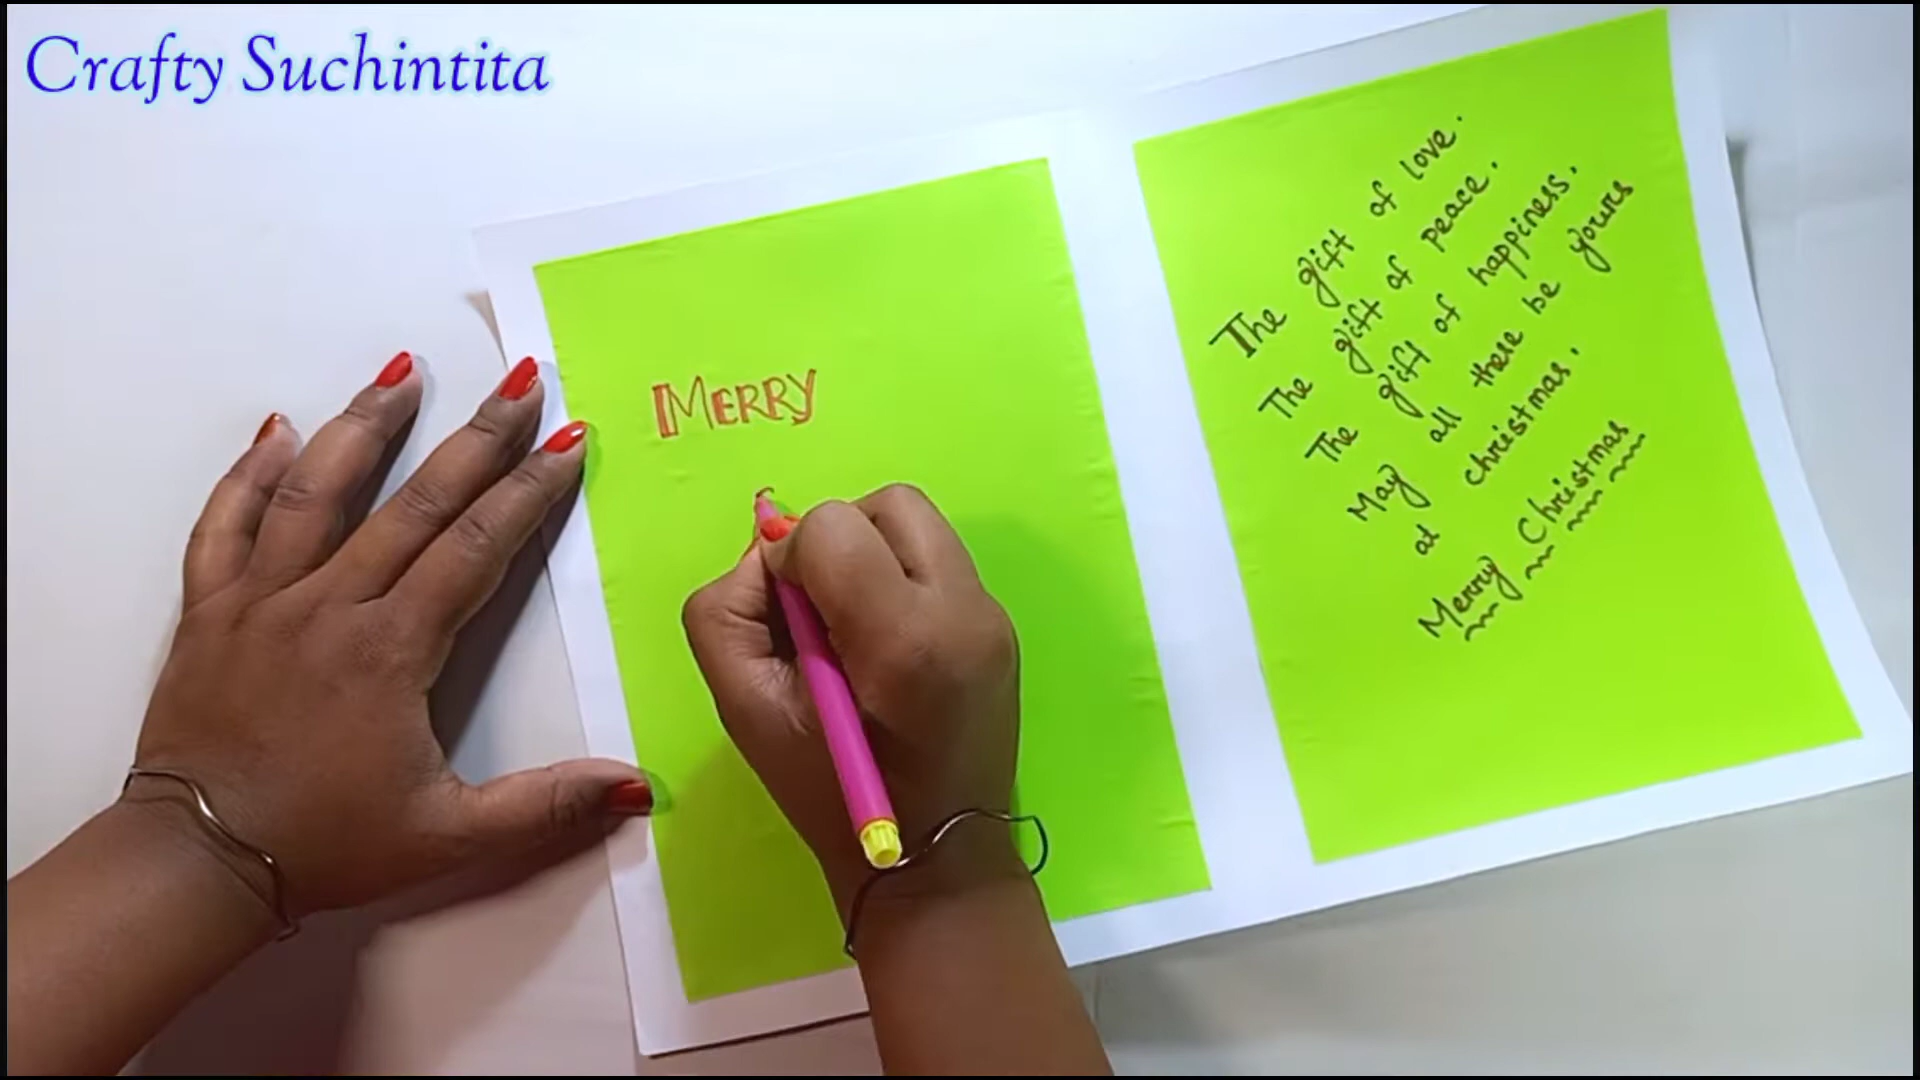 Crafty Suchintita
MERRY
The gift of love.
The gift of peace.
The gift of happiness.
May all these be yours
at christmas.
Merry Christmas